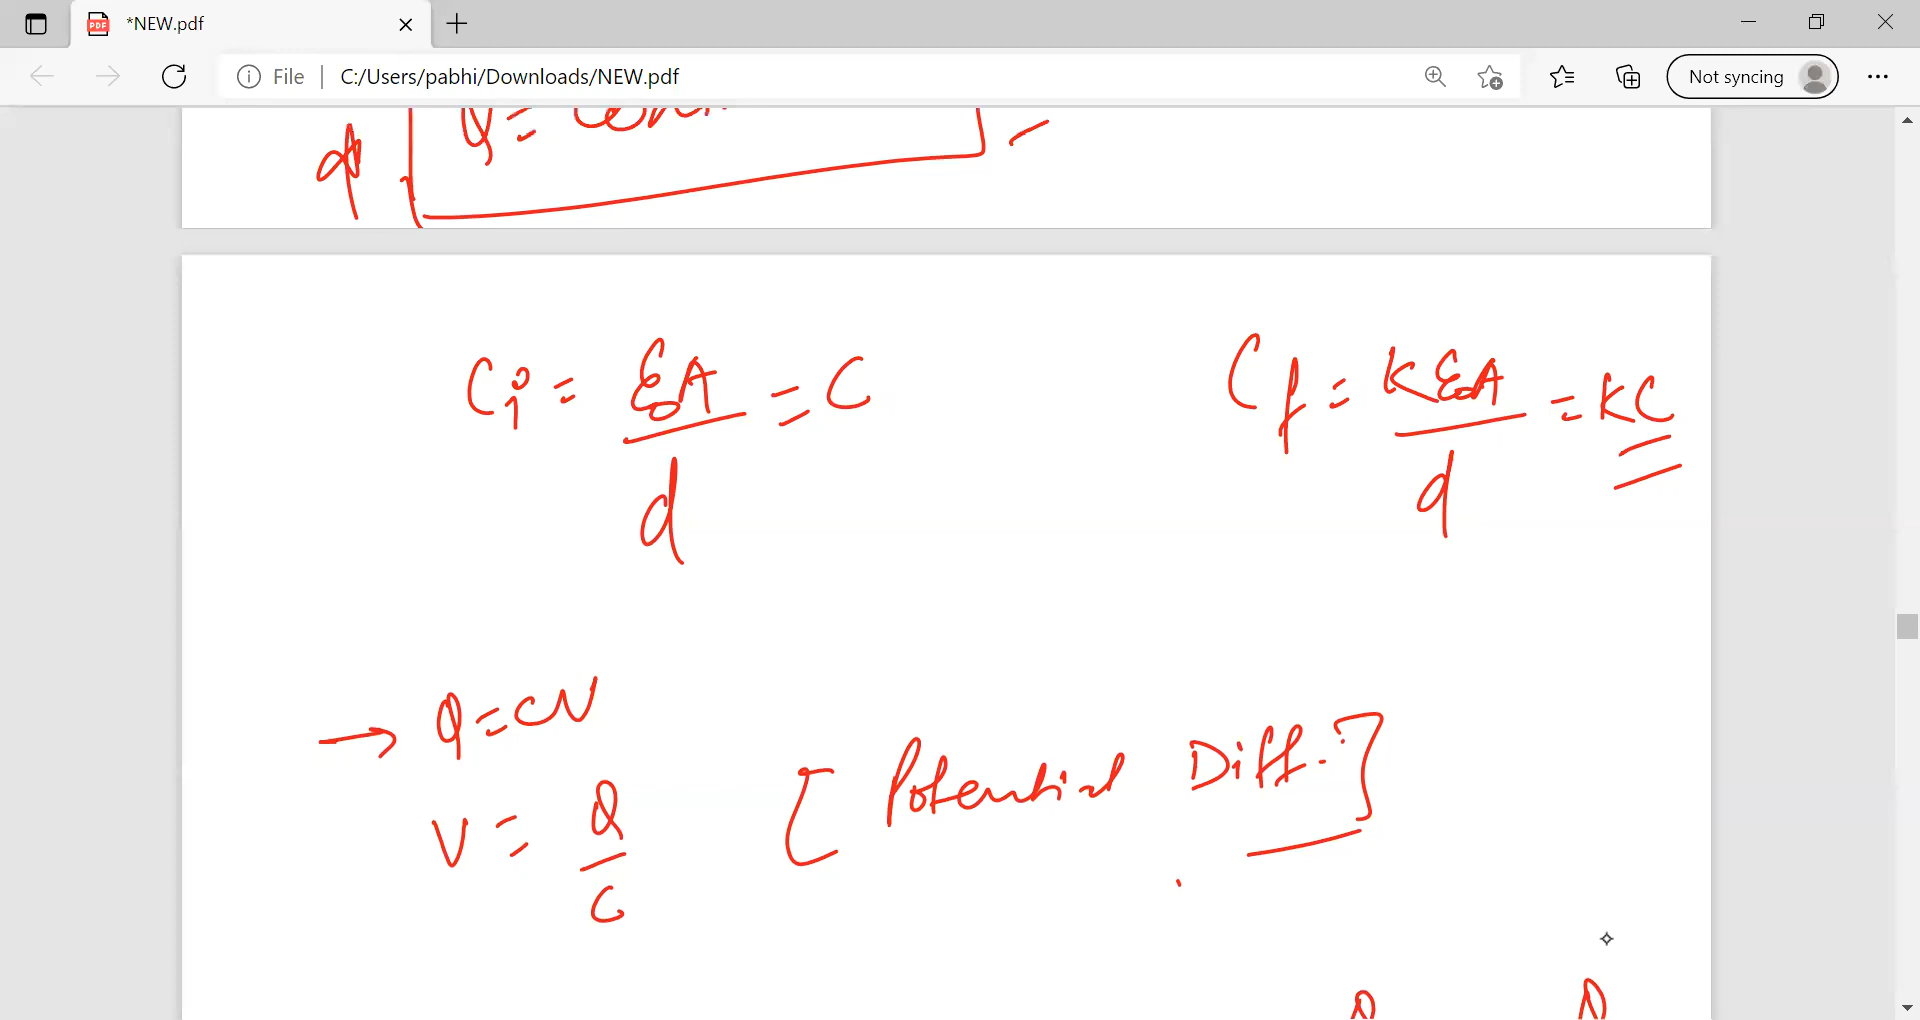 *NEW.pdf
File | C:/Users/pabhi/Downloads/NEW.pdf
Not syncing
Q =
Ci = ε₀A/d = C
Cf = Kε₀A/d = KC
→ Q = CV
V = Q/C [Potential Diff.]